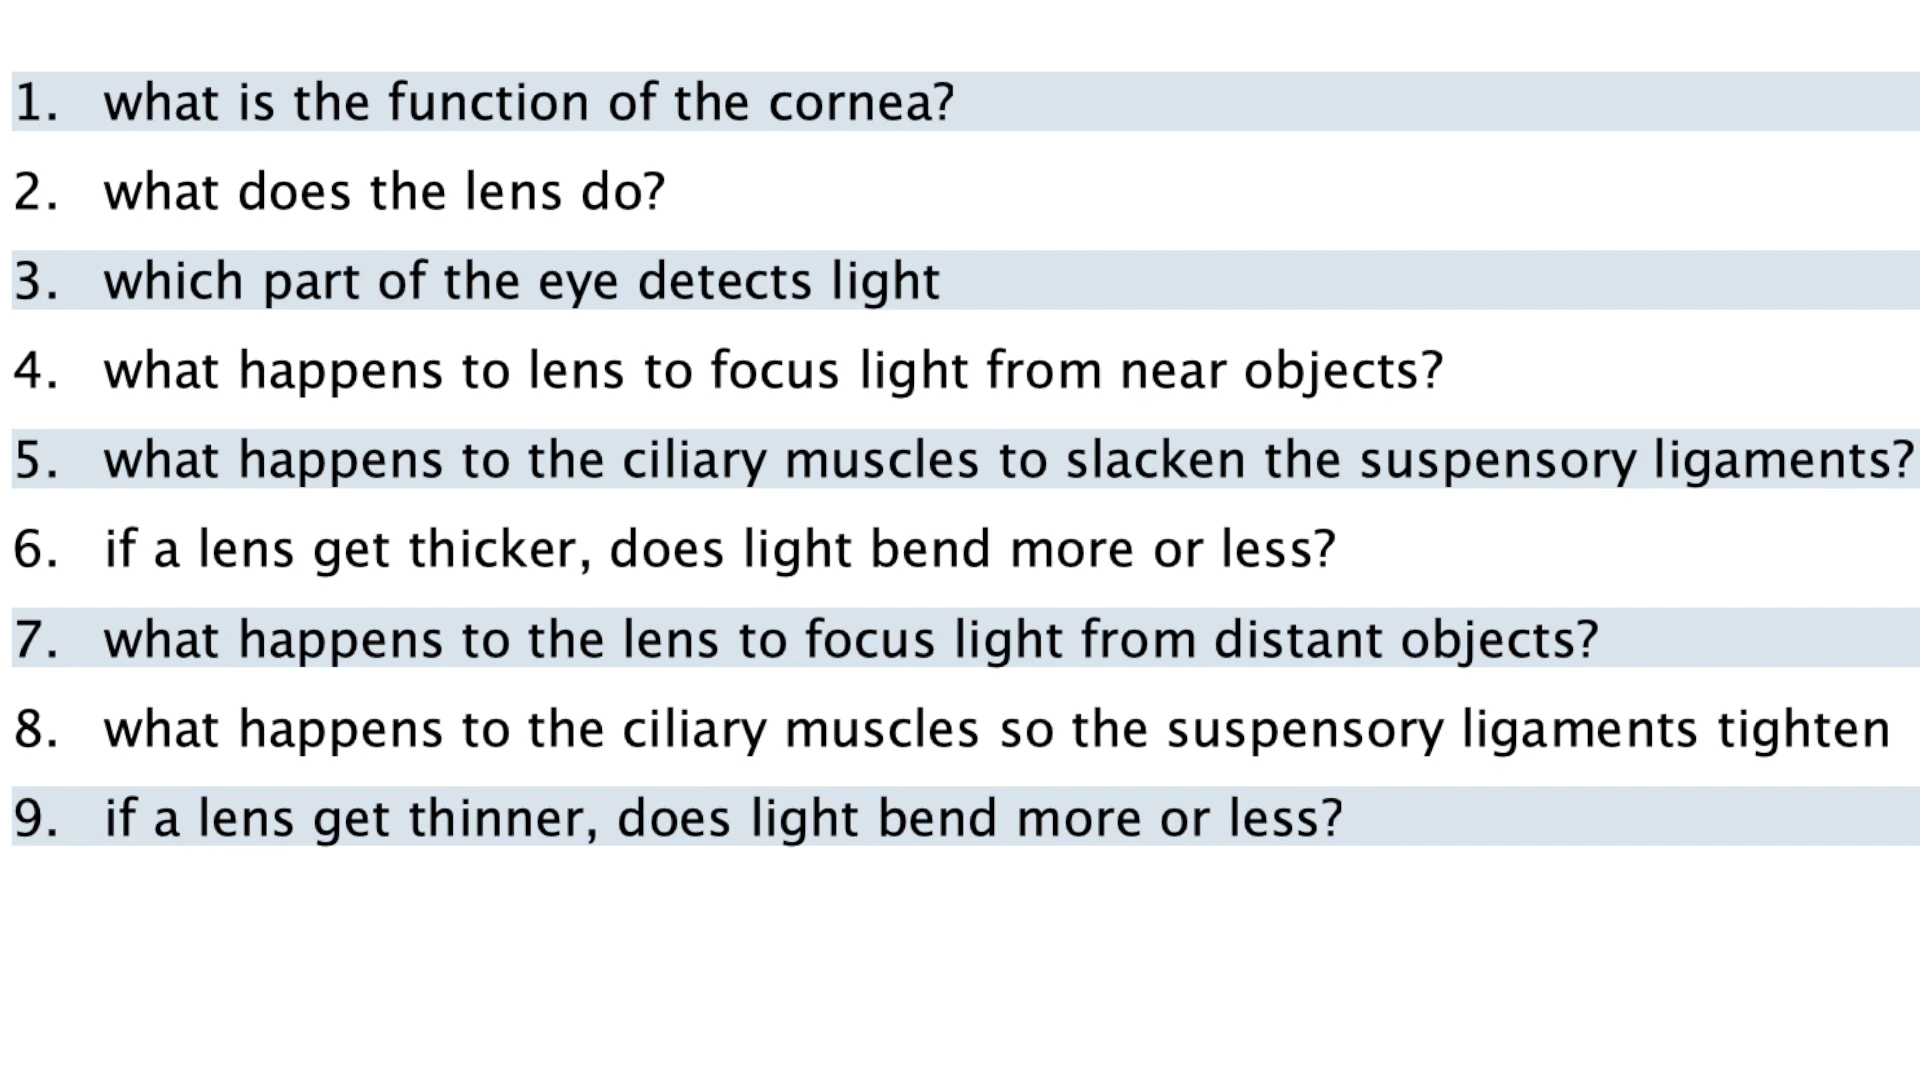 1. what is the function of the cornea?
2. what does the lens do?
3. which part of the eye detects light
4. what happens to lens to focus light from near objects?
5. what happens to the ciliary muscles to slacken the suspensory ligaments?
6. if a lens get thicker, does light bend more or less?
7. what happens to the lens to focus light from distant objects?
8. what happens to the ciliary muscles so the suspensory ligaments tighten
9. if a lens get thinner, does light bend more or less?